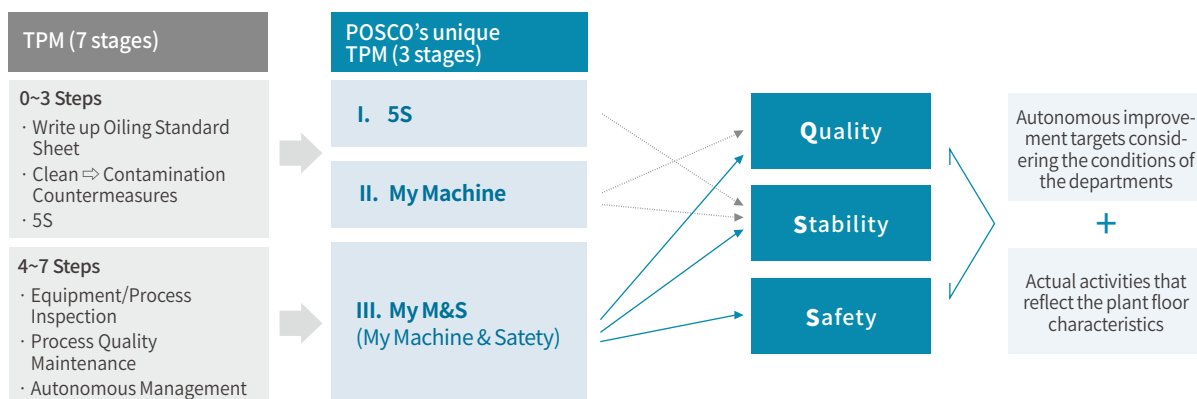 TPM (7 stages)
0~3 Steps
· Write up Oiling Standard
Sheet
· Clean ⇨ Contamination
Countermeasures
· 5S
4~7 Steps
· Equipment/Process
Inspection
· Process Quality
Maintenance
· Autonomous Management
POSCO's unique
TPM (3 stages)
I. 5S
II. My Machine
III. My M&S
(My Machine & Satety)
Quality
Stability
Safety
Autonomous improve-
ment targets consid-
ering the conditions of
the departments
+
Actual activities that
reflect the plant floor
characteristics